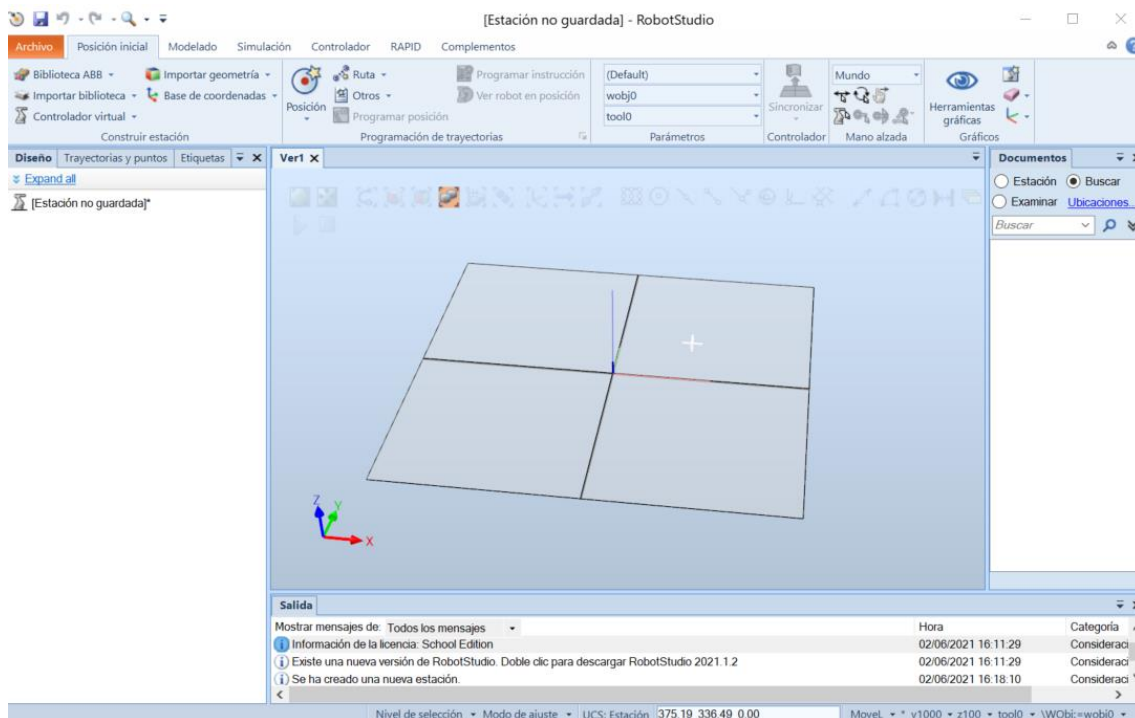 [Estación no guardada] - RobotStudio
Archivo Posición inicial Modelado Simulación Controlador RAPID Complementos
Biblioteca ABB Importar geometría
Importar biblioteca Base de coordenadas
Controlador virtual
Construir estación
Posición
Ruta Programar instrucción
Otros Ver robot en posición
Programar posición
Programación de trayectorias
(Default)
wobj0
tool0
Parámetros
Sincronizar
Controlador
Mundo
Mano alzada
Herramientas
gráficas
Gráficos
Diseño Trayectorias y puntos Etiquetas
Expand all
[Estación no guardada]*
Ver1
Z
Y
X
Documentos
Estación Buscar
Examinar Ubicaciones...
Buscar
Salida
Mostrar mensajes de: Todos los mensajes Hora Categoría
Información de la licencia: School Edition 02/06/2021 16:11:29 Consideraci
Existe una nueva versión de RobotStudio. Doble clic para descargar RobotStudio 2021.1.2 02/06/2021 16:11:29 Consideraci
Se ha creado una nueva estación. 02/06/2021 16:18:10 Consideraci
Nivel de selección Modo de ajuste UCS: Estación 375.19 336.49 0.00 MoveL * v1000 z100 tool0 \WObj:=wobj0